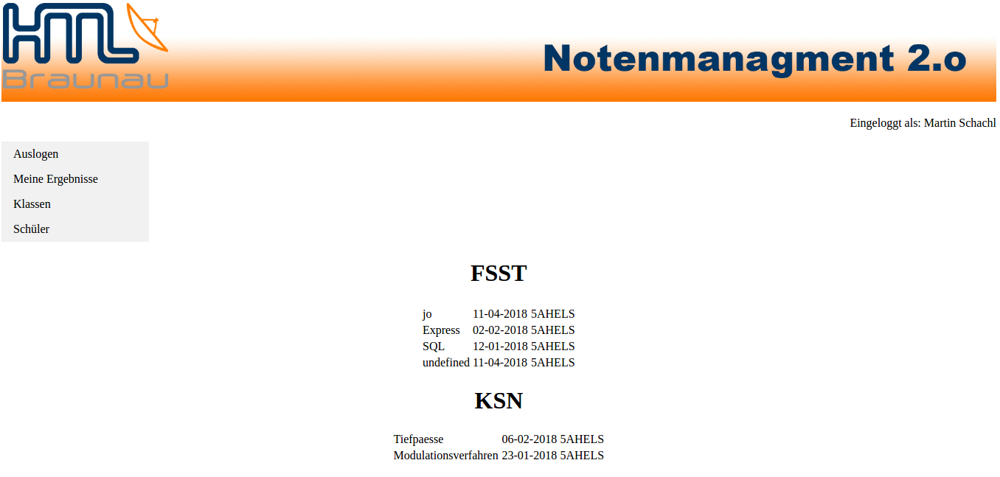 HTL
Braunau
Notenmanagment 2.o
Eingeloggt als: Martin Schachl
Auslogen
Meine Ergebnisse
Klassen
Schüler
FSST
jo 11-04-2018 5AHELS
Express 02-02-2018 5AHELS
SQL 12-01-2018 5AHELS
undefined 11-04-2018 5AHELS
KSN
Tiefpaesse 06-02-2018 5AHELS
Modulationsverfahren 23-01-2018 5AHELS